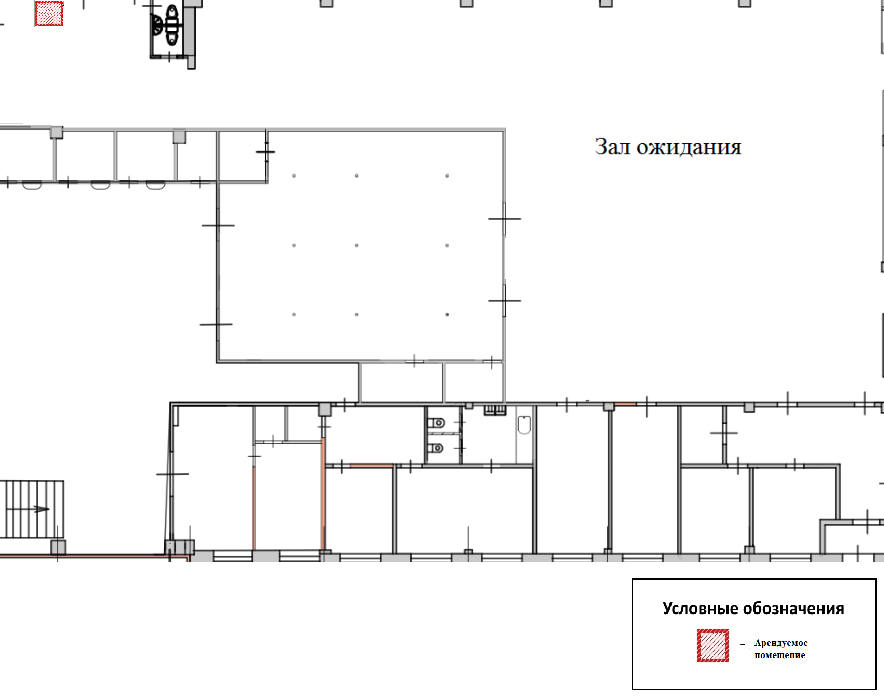 Зал ожидания
Условные обозначения
– Арендуемое
помещение